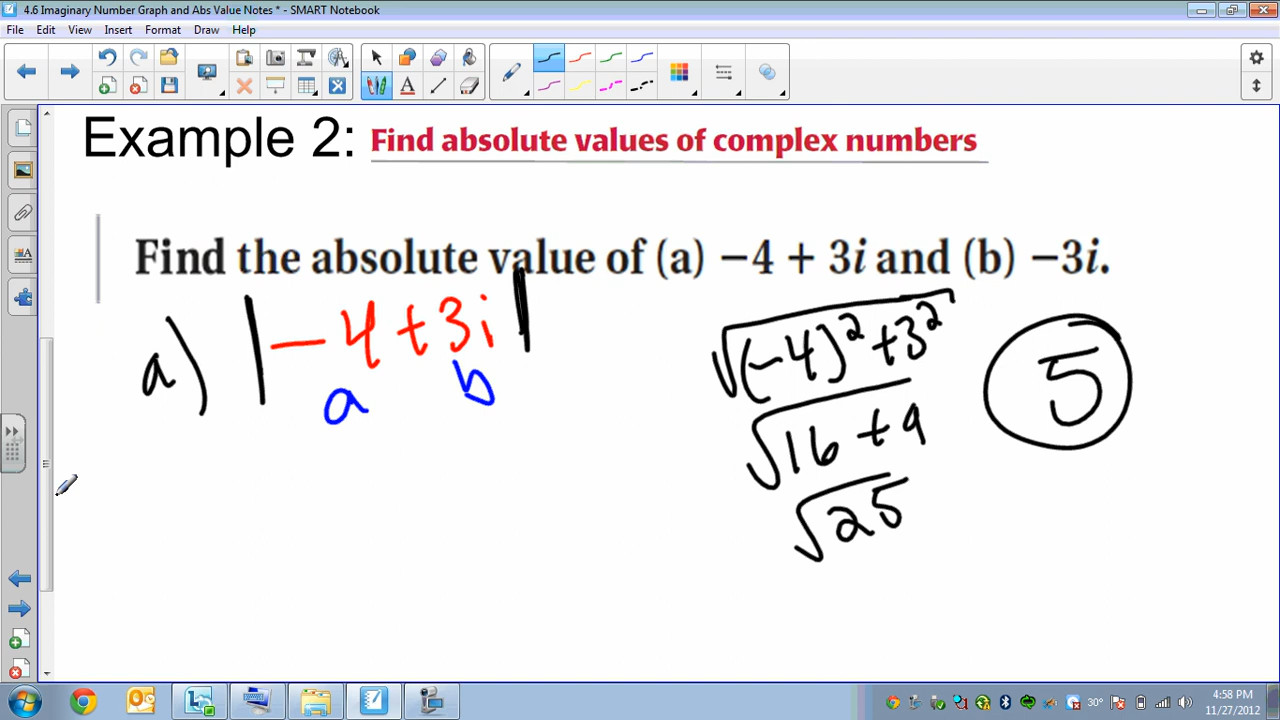 4.6 Imaginary Number Graph and Abs Value Notes * - SMART Notebook
File Edit View Insert Format Draw Help
Example 2: Find absolute values of complex numbers
Find the absolute value of (a) −4 + 3i and (b) −3i.
a) |−4+3i|
a b
√(−4)²+3²
√16+9
√25
5
30°
4:58 PM
11/27/2012